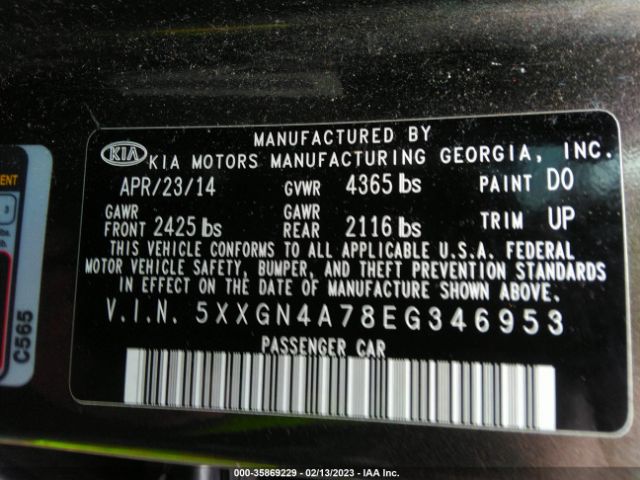 MANUFACTURED BY
KIA KIA MOTORS MANUFACTURING GEORGIA, INC.
APR/23/14 GVWR 4365 lbs PAINT D0
GAWR FRONT 2425 lbs GAWR REAR 2116 lbs TRIM UP
THIS VEHICLE CONFORMS TO ALL APPLICABLE U.S.A. FEDERAL
MOTOR VEHICLE SAFETY, BUMPER, AND THEFT PREVENTION STANDARDS
IN EFFECT ON THE DATE OF MANUFACTURE SHOWN ABOVE.
V.I.N. 5XXGN4A78EG346953
PASSENGER CAR
3
C565
000-35869229 - 02/13/2023 - IAA Inc.